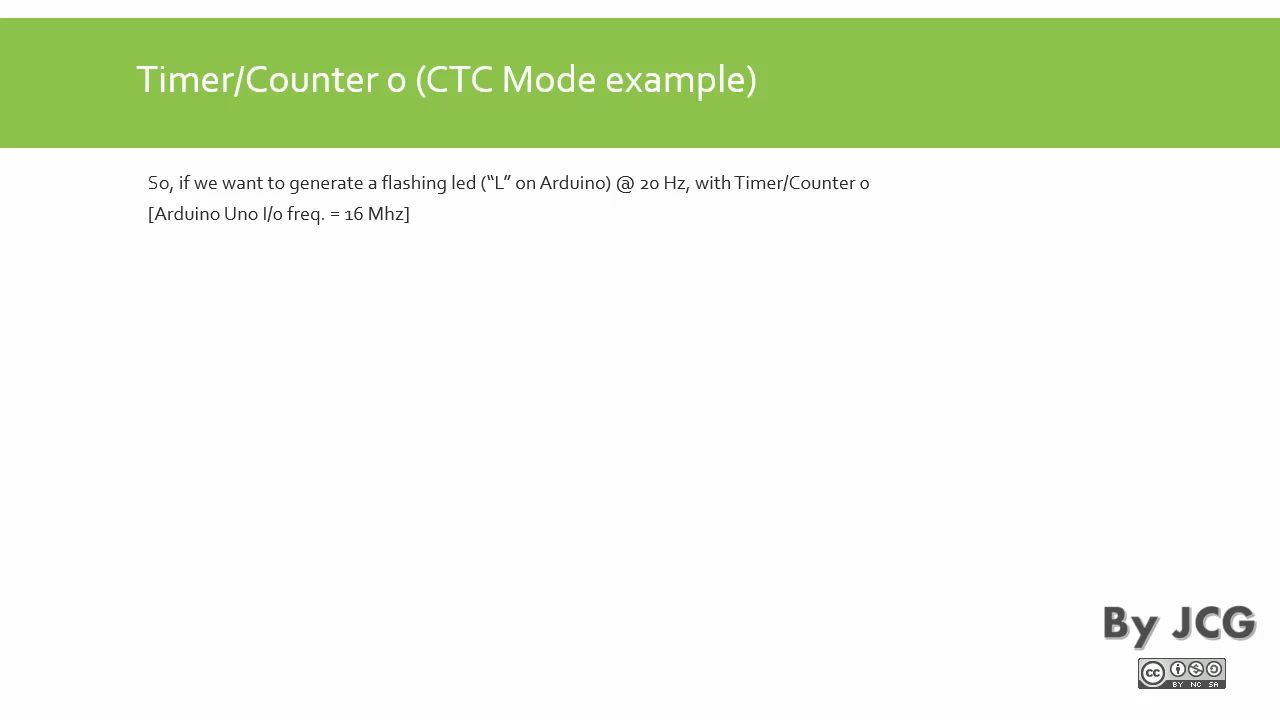 Timer/Counter 0 (CTC Mode example)
So, if we want to generate a flashing led (“L” on Arduino) @ 20 Hz, with Timer/Counter 0
[Arduino Uno I/o freq. = 16 Mhz]
By JCG
cc
BY NC SA